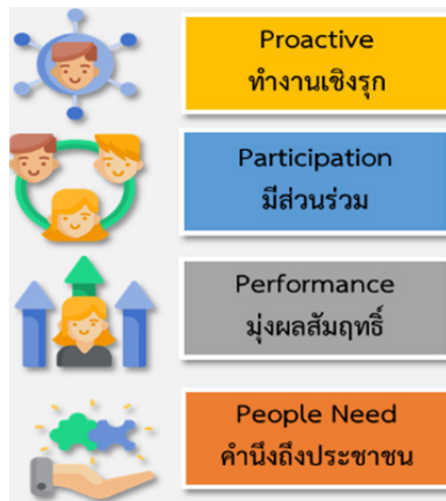 Proactive
ทำงานเชิงรุก
Participation
มีส่วนร่วม
Performance
มุ่งผลสัมฤทธิ์
People Need
คำนึงถึงประชาชน